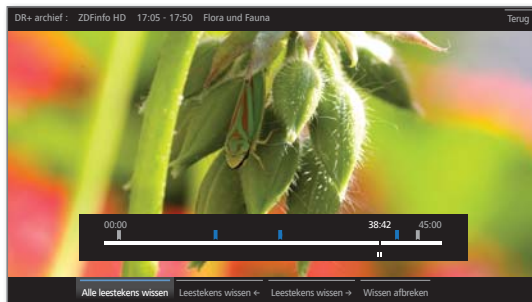 DR+ archief : ZDFinfo HD 17:05 - 17:50 Flora und Fauna Terug
00:00 38:42 45:00
Alle leestekens wissen Leestekens wissen ← Leestekens wissen → Wissen afbreken